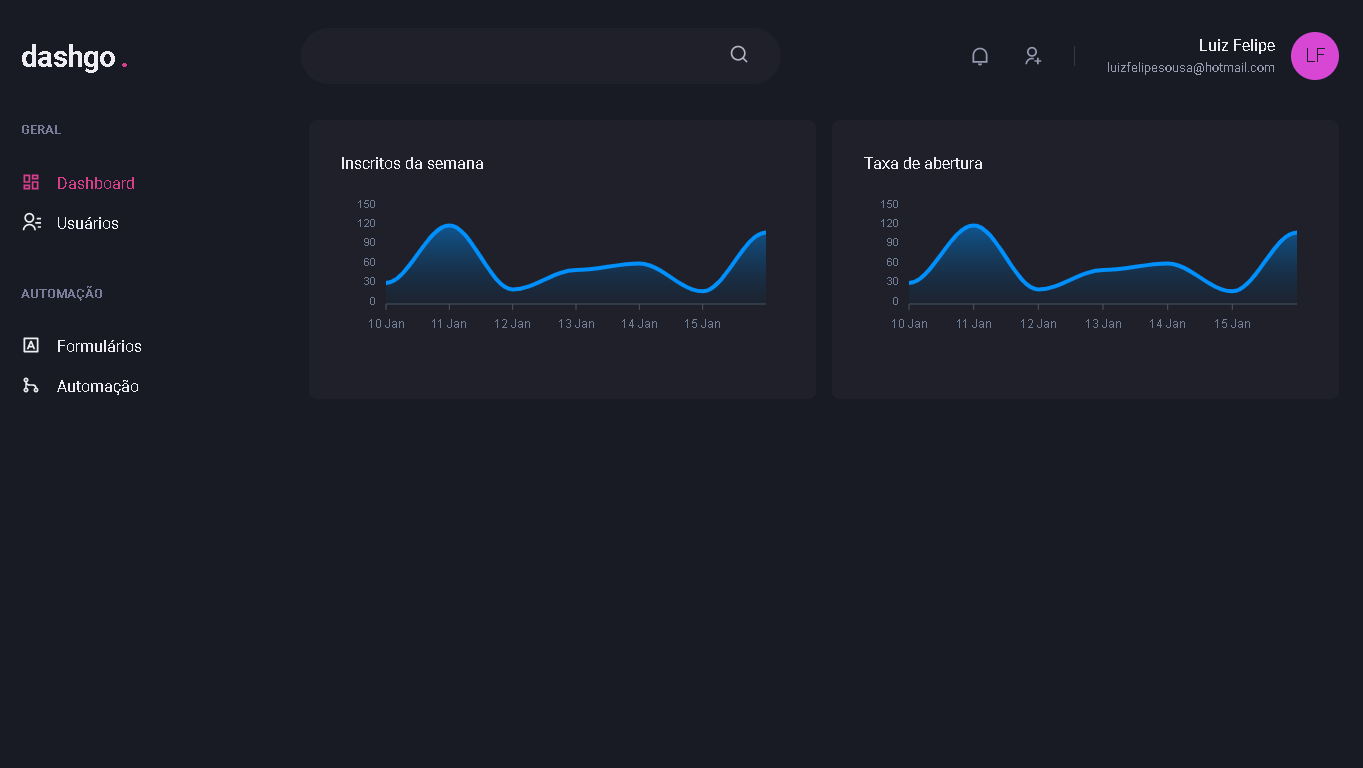 dashgo .
Luiz Felipe
luizfelipesousa@hotmail.com
LF
GERAL
Dashboard
Usuários
AUTOMAÇÃO
Formulários
Automação
Inscritos da semana
150
120
90
60
30
0
10 Jan 11 Jan 12 Jan 13 Jan 14 Jan 15 Jan
Taxa de abertura
150
120
90
60
30
0
10 Jan 11 Jan 12 Jan 13 Jan 14 Jan 15 Jan